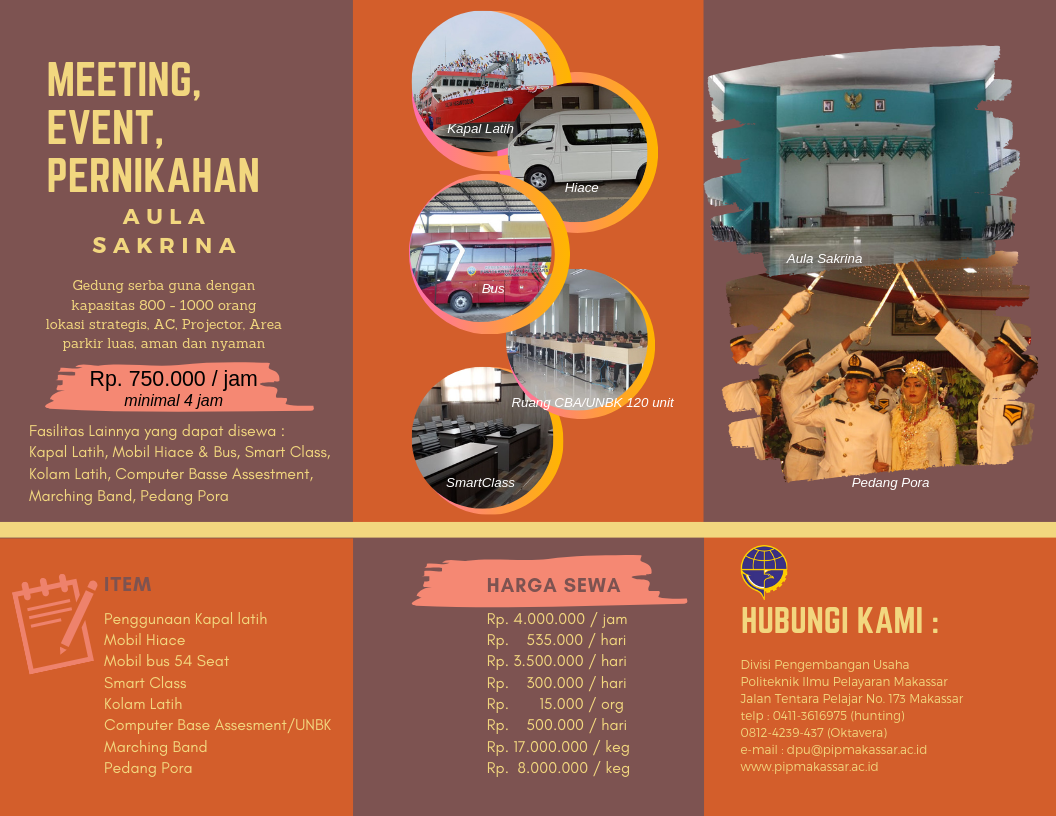 MEETING,
EVENT,
PERNIKAHAN
AULA
SAKRINA
Gedung serba guna dengan
kapasitas 800 - 1000 orang
lokasi strategis, AC, Projector, Area
parkir luas, aman dan nyaman
Rp. 750.000 / jam
minimal 4 jam
Fasilitas Lainnya yang dapat disewa :
Kapal Latih, Mobil Hiace & Bus, Smart Class,
Kolam Latih, Computer Basse Assestment,
Marching Band, Pedang Pora
Kapal Latih
Hiace
Bus
Ruang CBA/UNBK 120 unit
SmartClass
Aula Sakrina
Pedang Pora
ITEM
Penggunaan Kapal latih
Mobil Hiace
Mobil bus 54 Seat
Smart Class
Kolam Latih
Computer Base Assesment/UNBK
Marching Band
Pedang Pora
HARGA SEWA
Rp. 4.000.000 / jam
Rp. 535.000 / hari
Rp. 3.500.000 / hari
Rp. 300.000 / hari
Rp. 15.000 / org
Rp. 500.000 / hari
Rp. 17.000.000 / keg
Rp. 8.000.000 / keg
HUBUNGI KAMI :
Divisi Pengembangan Usaha
Politeknik Ilmu Pelayaran Makassar
Jalan Tentara Pelajar No. 173 Makassar
telp : 0411-3616975 (hunting)
0812-4239-437 (Oktavera)
e-mail : dpu@pipmakassar.ac.id
www.pipmakassar.ac.id